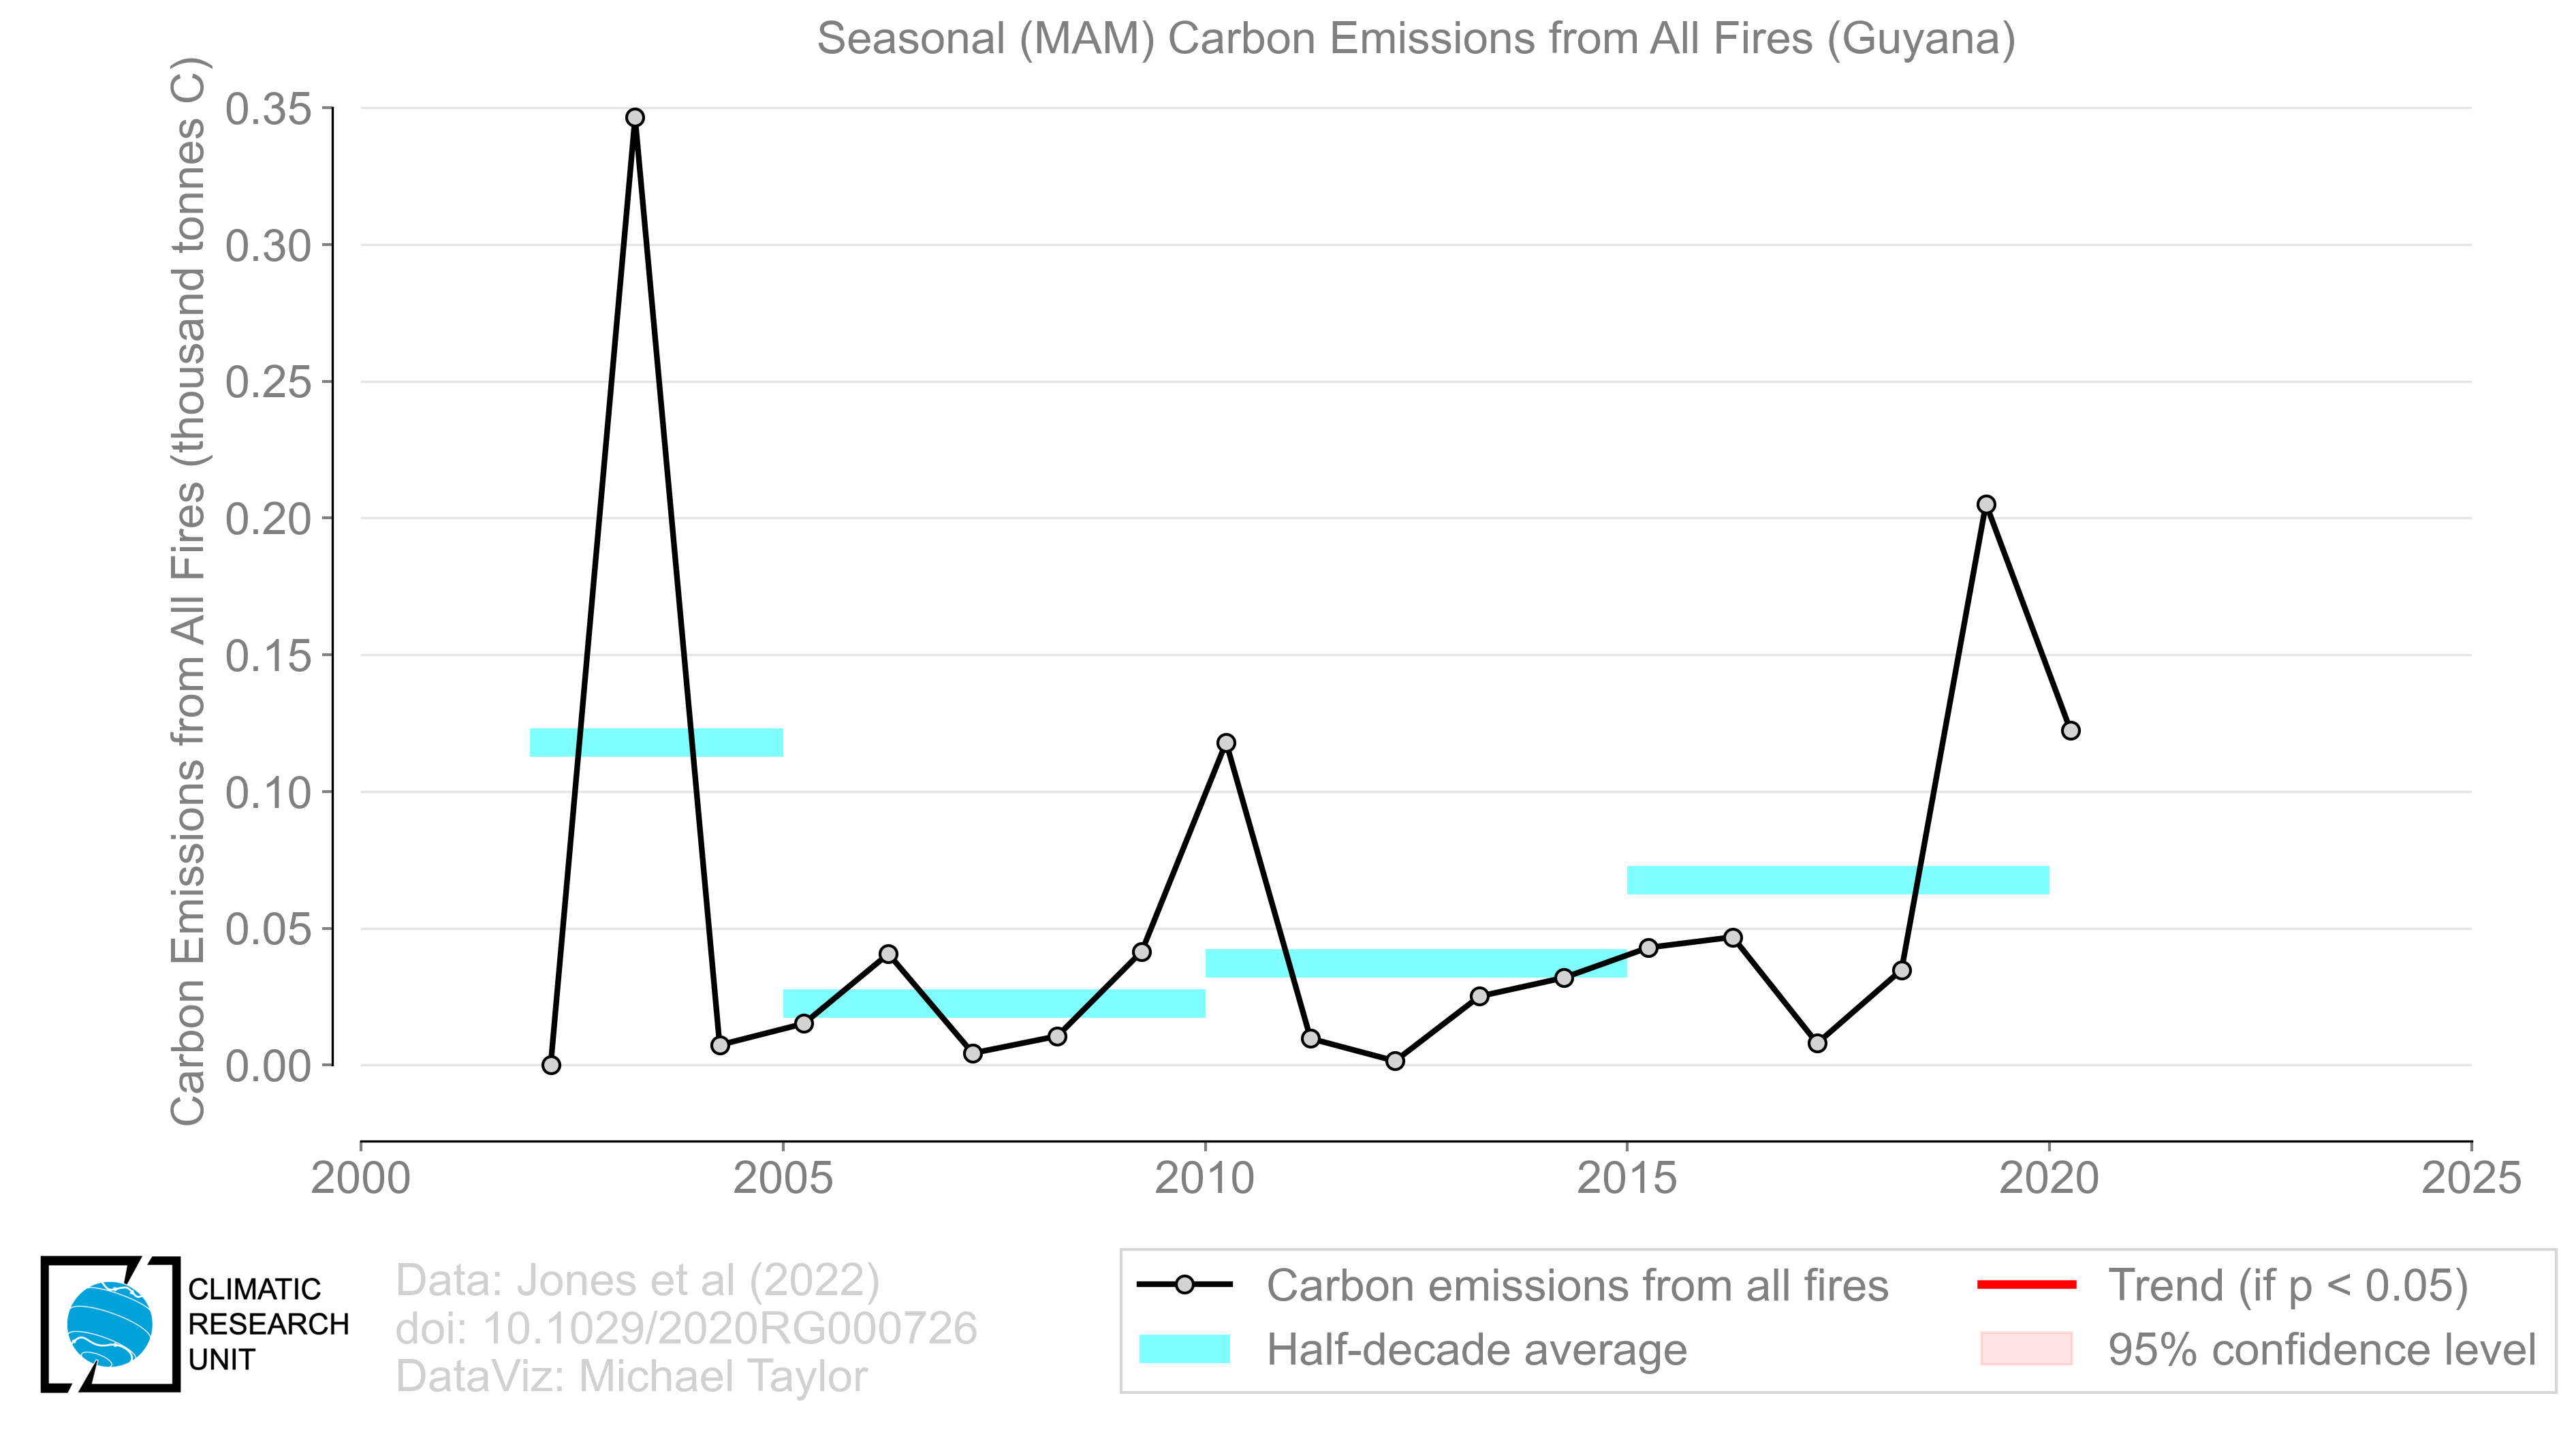 Seasonal (MAM) Carbon Emissions from All Fires (Guyana)
Carbon Emissions from All Fires (thousand tonnes C)
0.35
0.30
0.25
0.20
0.15
0.10
0.05
0.00
2000 2005 2010 2015 2020 2025
CLIMATIC
RESEARCH
UNIT
Data: Jones et al (2022)
doi: 10.1029/2020RG000726
DataViz: Michael Taylor
Carbon emissions from all fires
Half-decade average
Trend (if p < 0.05)
95% confidence level